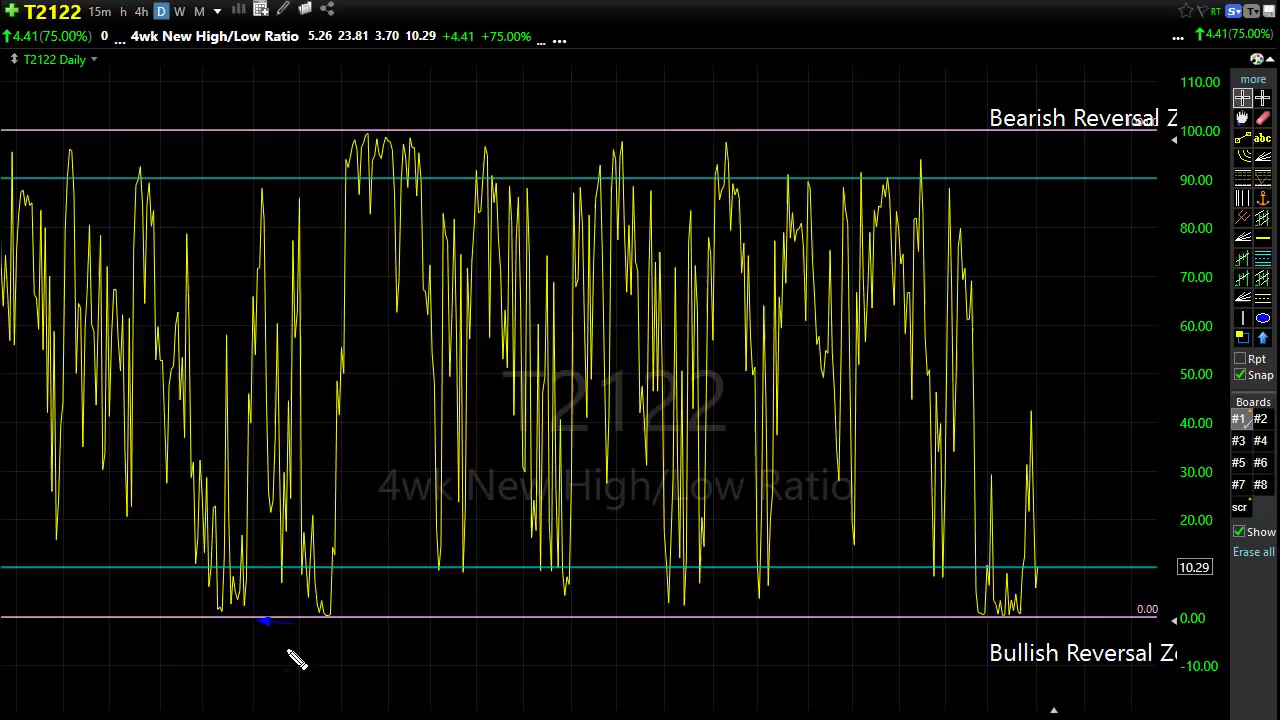 T2122 15m h 4h D W M
4.41(75.00%) 0 ... 4wk New High/Low Ratio 5.26 23.81 3.70 10.29 +4.41 +75.00% ... ...
... 4.41(75.00%)
RT S T
T2122 Daily
more
110.00
Bearish Reversal Z
100.00
90.00
abc
80.00
70.00
60.00
50.00
40.00
30.00
20.00
10.29
0.00
0.00
-10.00
T2122
4wk New High/Low Ratio
Bullish Reversal Z
Rpt
Snap
Boards
#1 #2
#3 #4
#5 #6
#7 #8
scr
Show
Erase all